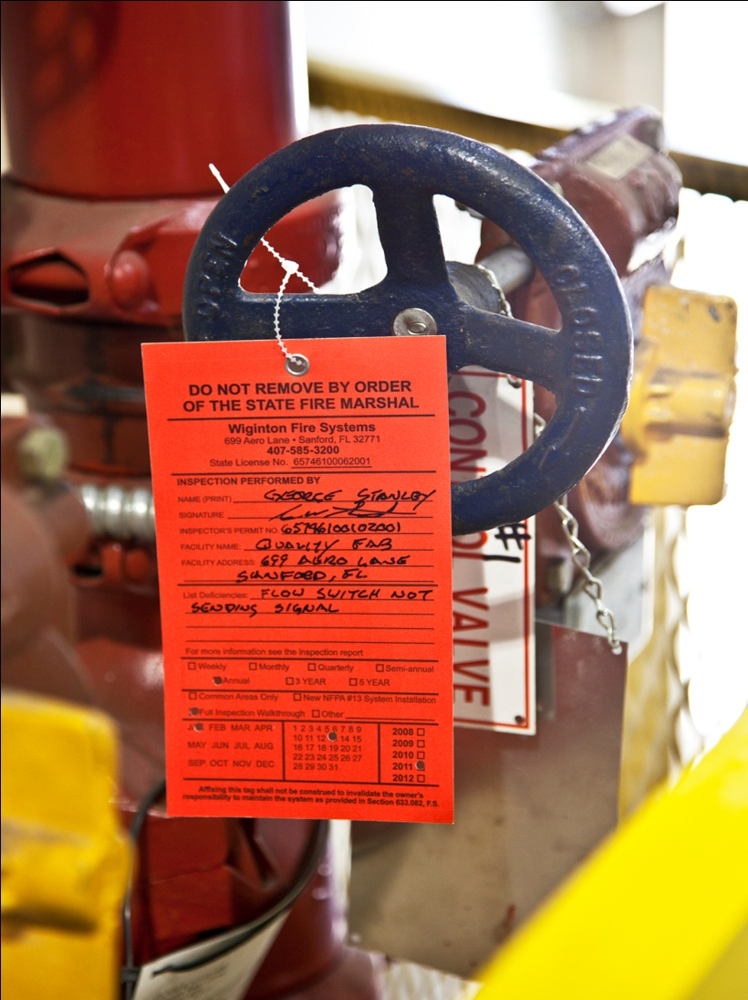 OPEN
CLOSED
DO NOT REMOVE BY ORDER
OF THE STATE FIRE MARSHAL
Wiginton Fire Systems
699 Aero Lane • Sanford, FL 32771
407-585-3200
State License No. 65746100062001
INSPECTION PERFORMED BY
NAME (PRINT) GEORGE STANLEY
SIGNATURE
INSPECTOR'S PERMIT NO. 65746100102001
FACILITY NAME: QUALITY FAB
FACILITY ADDRESS: 699 AERO LANE
SANFORD, FL
List Deficiencies: FLOW SWITCH NOT
SENDING SIGNAL
For more information see the inspection report
Weekly Monthly Quarterly Semi-annual
Annual 3 YEAR 5 YEAR
Common Areas Only New NFPA #13 System Installation
Full Inspection Walkthrough Other
FEB MAR APR
MAY JUN JUL AUG
SEP OCT NOV DEC
1 2 3 4 5 6 7 8 9
10 11 12 14 15
16 17 18 19 20 21
22 23 24 25 26 27
28 29 30 31
2008
2009
2010
2011
2012
Affixing this tag shall not be construed to invalidate the owner's
responsibility to maintain the system as provided in Section 633.082, F.S.
CONTROL VALVE
#1